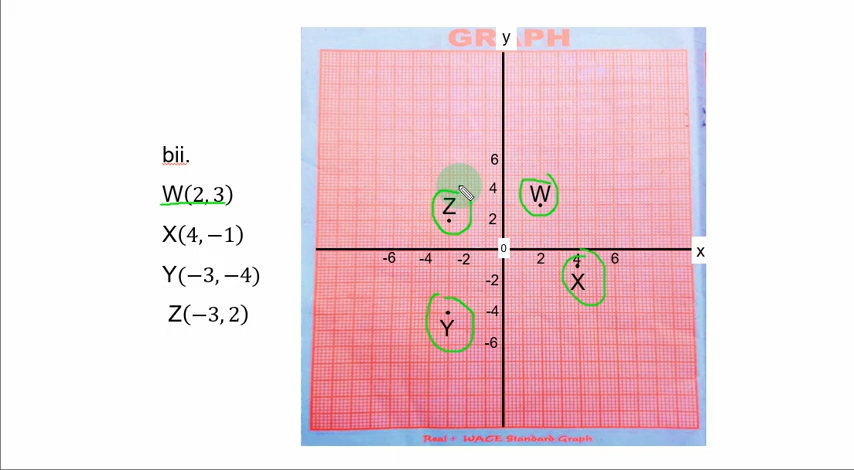 GRAPH
y
bii.
W(2, 3)
X(4, −1)
Y(−3, −4)
Z(−3, 2)
6
4
2
Z
W
0
x
-6 -4 -2 2 4 6
X
-2
-4
-6
Y
Real + WACE Standard Graph